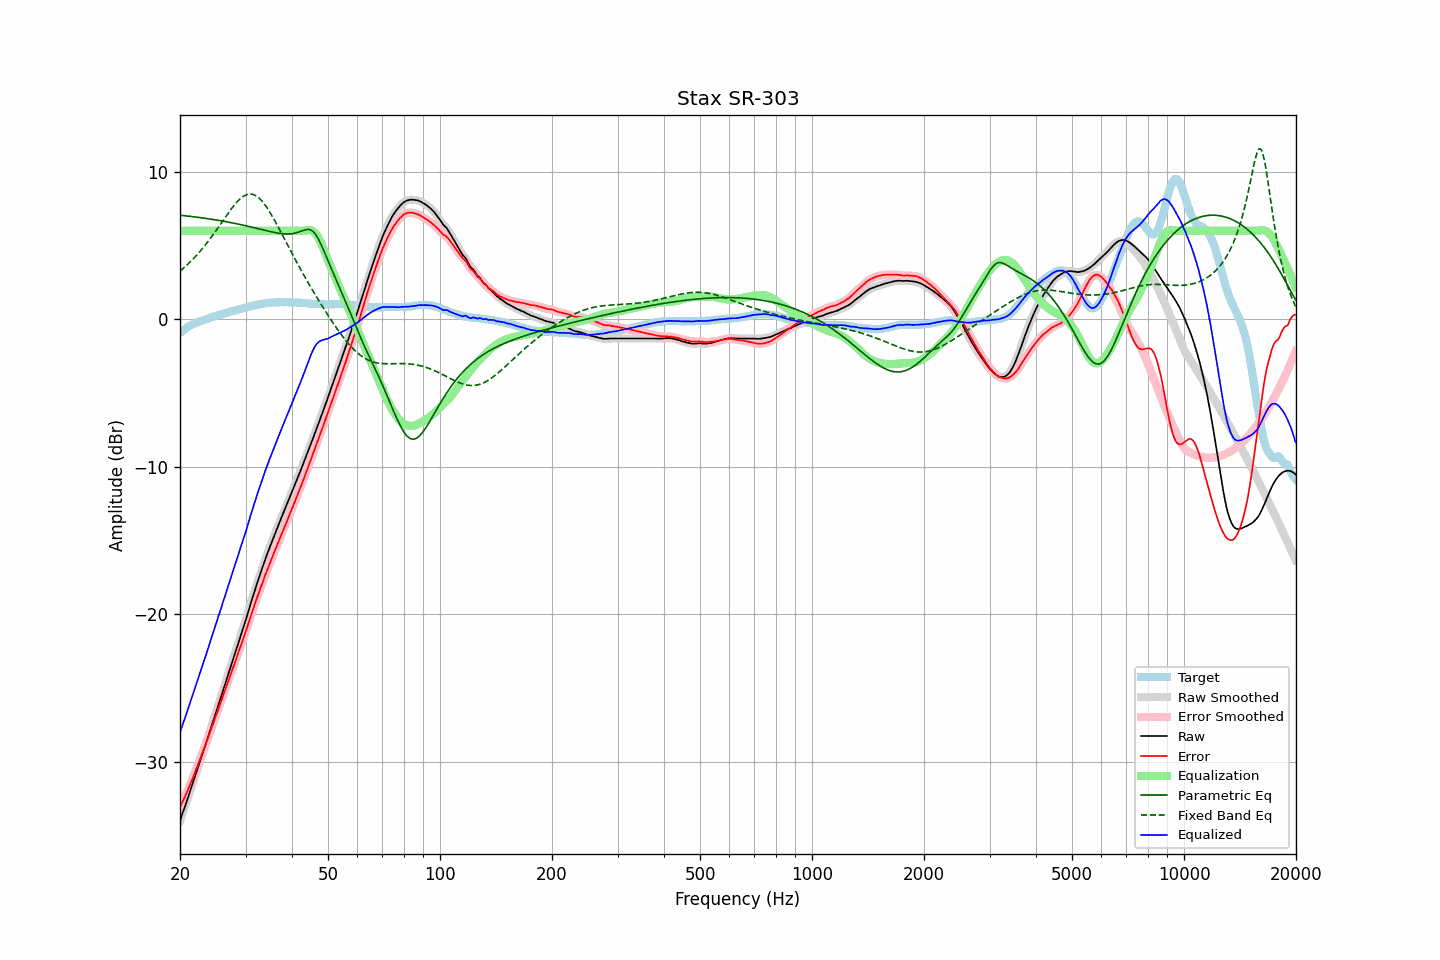 Stax SR-303
Amplitude (dBr)
10
0
−10
−20
−30
20
50
100
200
500
1000
2000
5000
10000
20000
Frequency (Hz)
Target
Raw Smoothed
Error Smoothed
Raw
Error
Equalization
Parametric Eq
Fixed Band Eq
Equalized